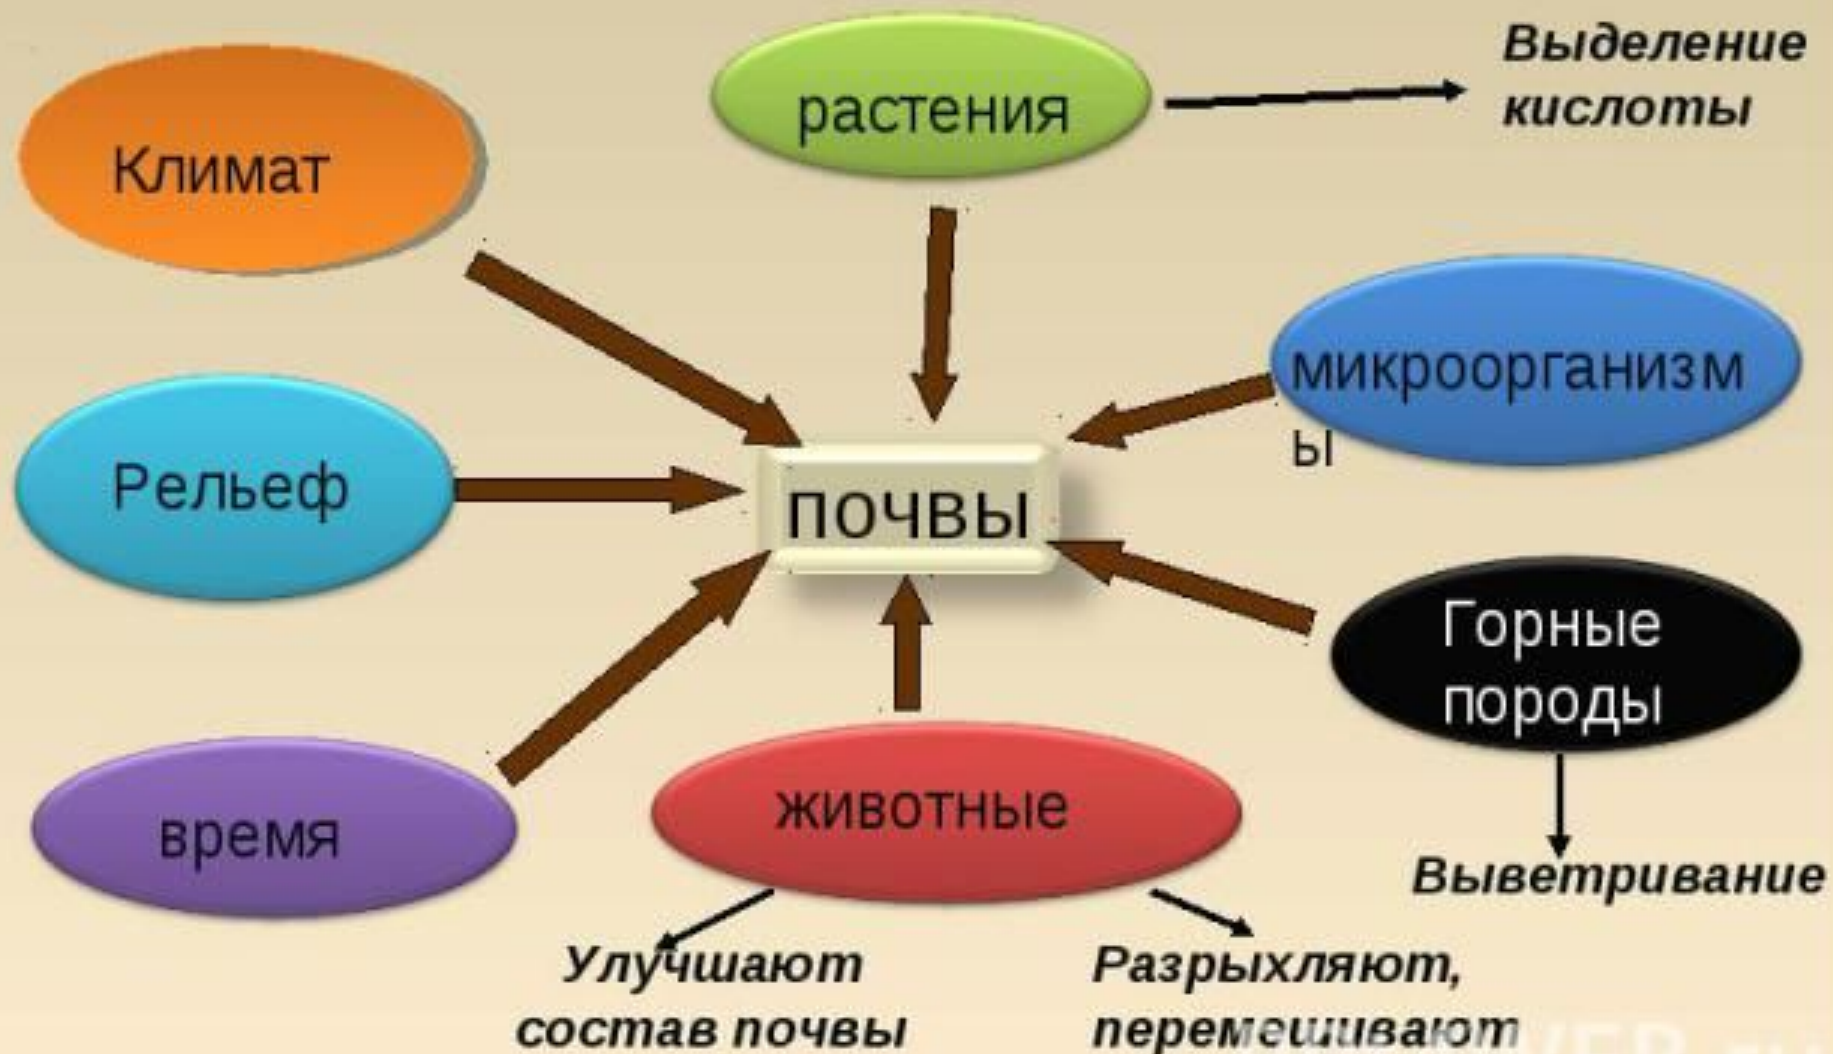 Климат
растения
Выделение
кислоты
микроорганизм
ы
Рельеф
почвы
Горные
породы
время
животные
Выветривание
Улучшают
состав почвы
Разрыхляют,
перемешивают